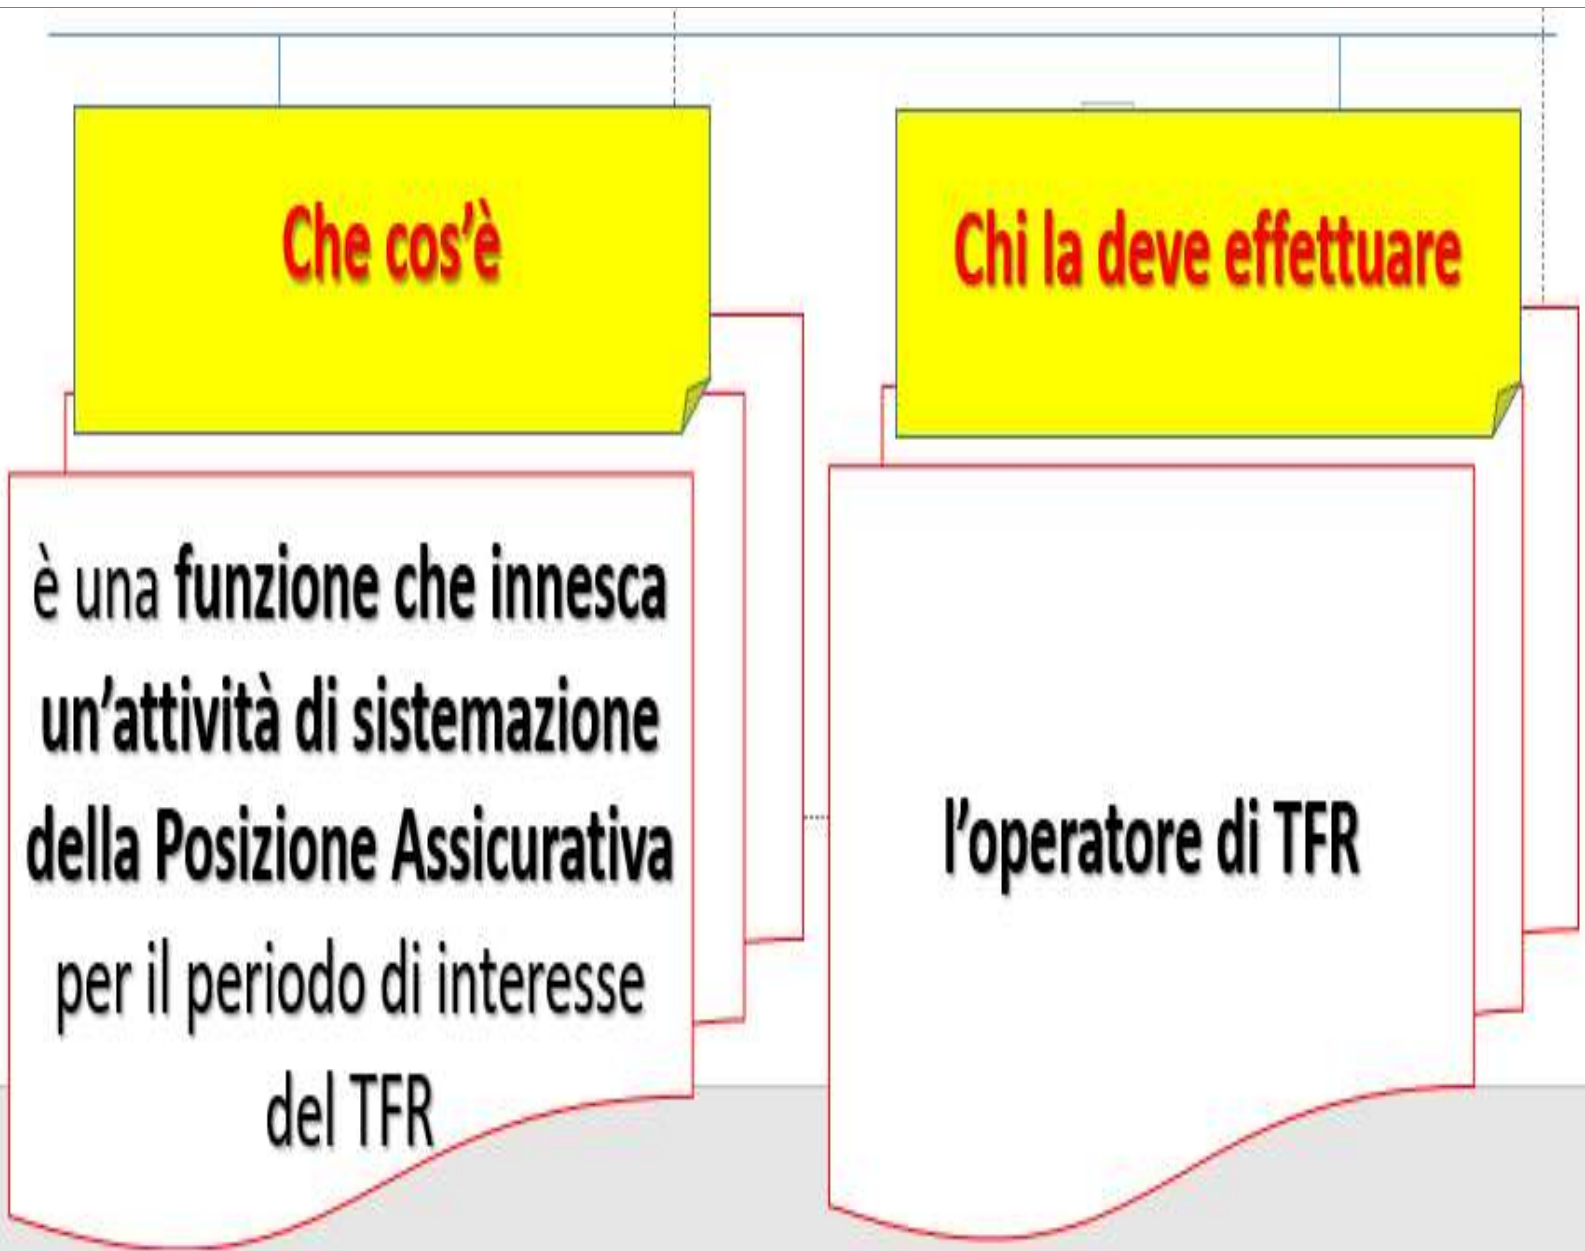 Che cos’è
è una funzione che innesca
un’attività di sistemazione
della Posizione Assicurativa
per il periodo di interesse
del TFR
Chi la deve effettuare
l’operatore di TFR